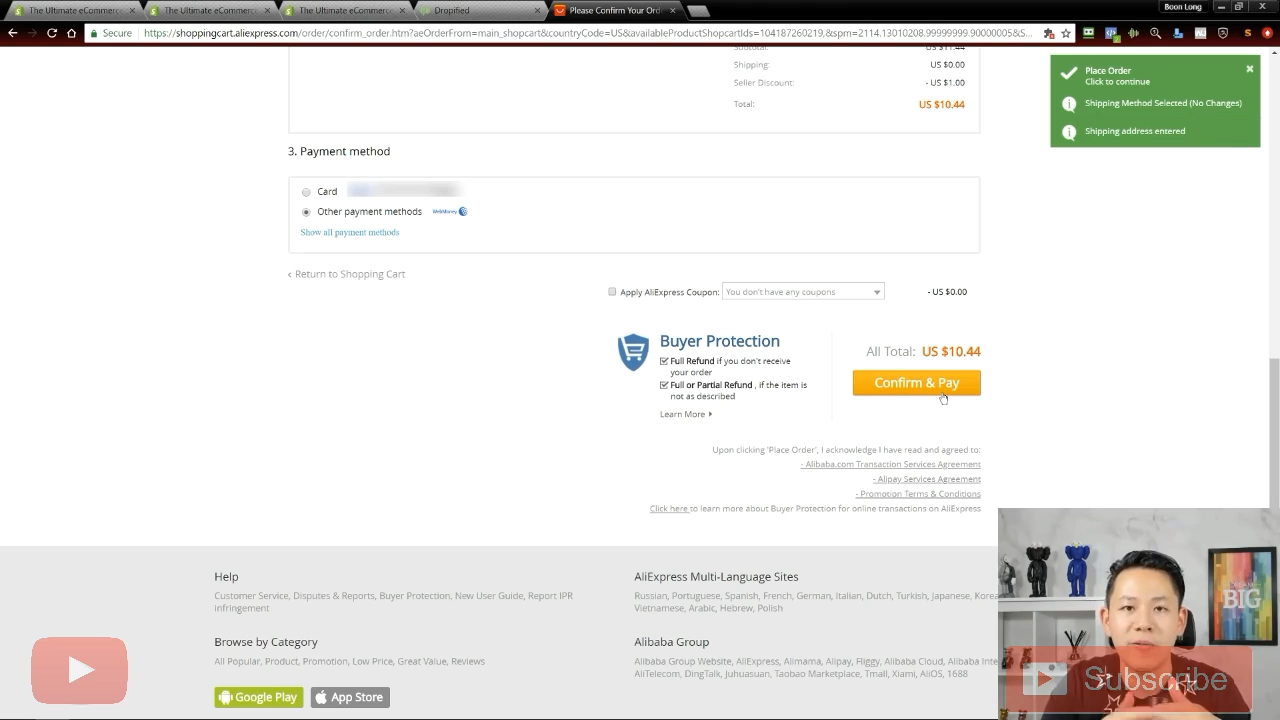 The Ultimate eCommerce
The Ultimate eCommerce
The Ultimate eCommerce
Dropified
Please Confirm Your Ord
Boon Long
Secure
https://shoppingcart.aliexpress.com/order/confirm_order.htm?aeOrderFrom=main_shopcart&countryCode=US&availableProductShopcartIds=104187260219,&spm=2114.13010208.99999999.90000005&S...
Subtotal: US $11.44
Shipping: US $0.00
Seller Discount: - US $1.00
Total: US $10.44
Place Order
Click to continue
Shipping Method Selected (No Changes)
Shipping address entered
3. Payment method
Card
Other payment methods WebMoney
Show all payment methods
‹ Return to Shopping Cart
Apply AliExpress Coupon: You don't have any coupons - US $0.00
Buyer Protection
Full Refund if you don't receive
your order
Full or Partial Refund , if the item is
not as described
Learn More
All Total: US $10.44
Confirm & Pay
Upon clicking 'Place Order', I acknowledge I have read and agreed to:
- Alibaba.com Transaction Services Agreement
- Alipay Services Agreement
- Promotion Terms & Conditions
Click here to learn more about Buyer Protection for online transactions on AliExpress
Help
Customer Service, Disputes & Reports, Buyer Protection, New User Guide, Report IPR
infringement
AliExpress Multi-Language Sites
Russian, Portuguese, Spanish, French, German, Italian, Dutch, Turkish, Japanese, Korea
Vietnamese, Arabic, Hebrew, Polish
Browse by Category
All Popular, Product, Promotion, Low Price, Great Value, Reviews
Alibaba Group
Alibaba Group Website, AliExpress, Alimama, Alipay, Fliggy, Alibaba Cloud, Alibaba Inte
AliTelecom, DingTalk, Juhuasuan, Taobao Marketplace, Tmall, Xiami, AliOS, 1688
Google Play
App Store
BIG
Subscribe